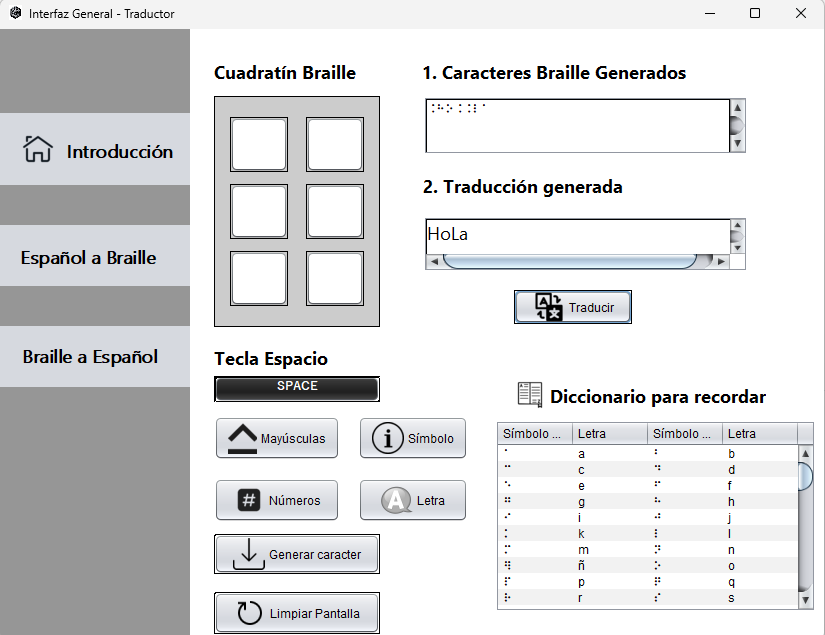 Interfaz General - Traductor
Introducción
Español a Braille
Braille a Español
Cuadratín Braille
1. Caracteres Braille Generados
2. Traducción generada
HoLa
Traducir
Tecla Espacio
SPACE
Mayúsculas
Símbolo
Números
Letra
Generar caracter
Limpiar Pantalla
Diccionario para recordar
Símbolo ... Letra Símbolo ... Letra
⠁ a ⠃ b
⠉ c ⠙ d
⠑ e ⠋ f
⠛ g ⠓ h
⠊ i ⠚ j
⠅ k ⠇ l
⠍ m ⠝ n
⠻ ñ ⠕ o
⠏ p ⠟ q
⠗ r ⠎ s